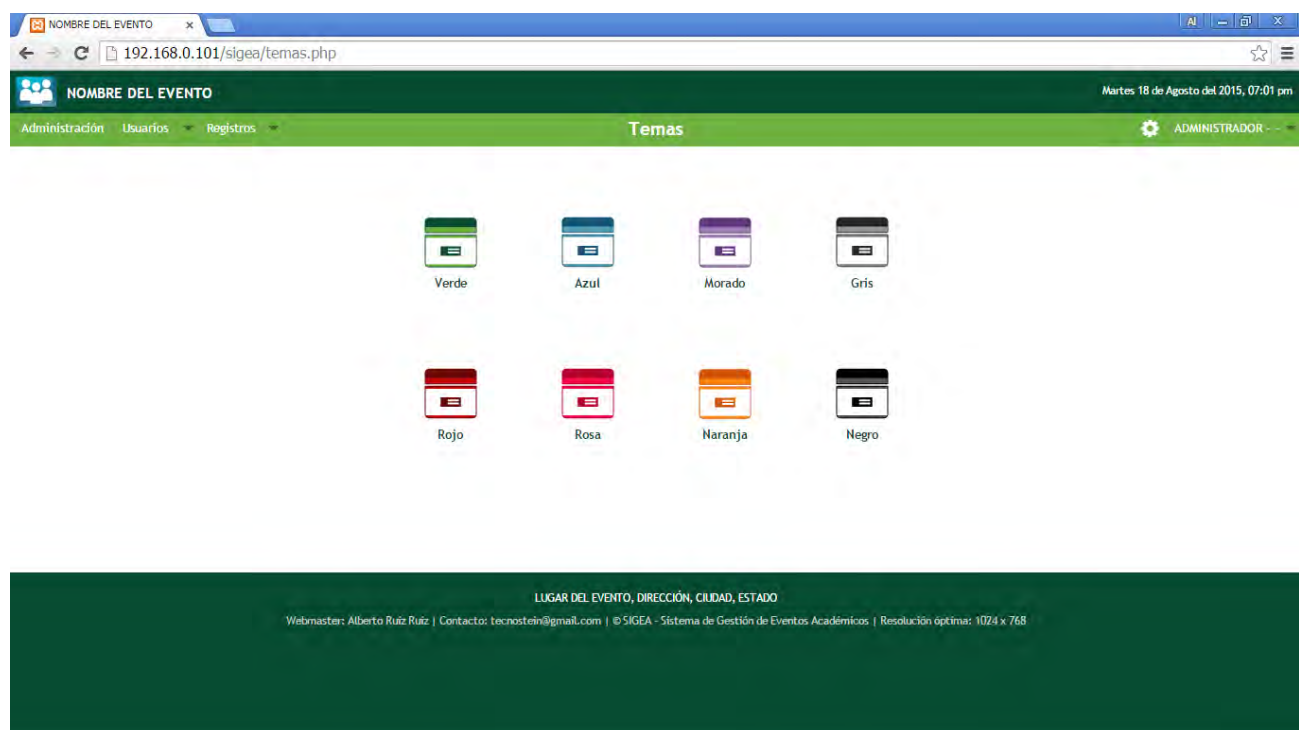 NOMBRE DEL EVENTO
Al
192.168.0.101/sigea/temas.php
NOMBRE DEL EVENTO
Martes 18 de Agosto del 2015, 07:01 pm
Administración Usuarios Registros
Temas
ADMINISTRADOR - -
Verde Azul Morado Gris
Rojo Rosa Naranja Negro
LUGAR DEL EVENTO, DIRECCIÓN, CIUDAD, ESTADO
Webmaster: Alberto Ruiz Ruiz | Contacto: tecnostein@gmail.com | © SIGEA - Sistema de Gestión de Eventos Académicos | Resolución óptima: 1024 x 768